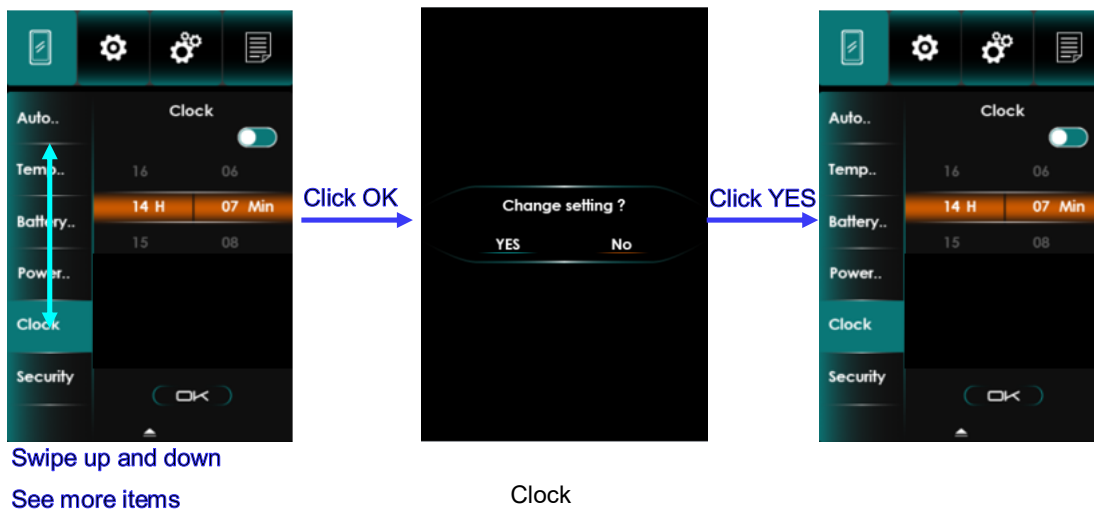 Clock
Auto..
Temp..
16 06
14 H 07 Min
Battery..
15 08
Power..
Clock
Security
OK
Swipe up and down
See more items
Click OK
Change setting ?
YES No
Click YES
Clock
Auto..
Temp..
16 06
14 H 07 Min
Battery..
15 08
Power..
Clock
Security
OK
Clock